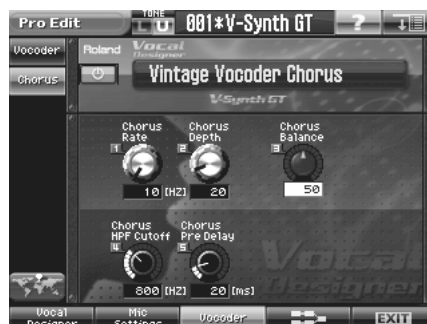 Pro Edit TONE L U 001*V-Synth GT ?
Vocoder Roland Vocal Designer
Chorus Vintage Vocoder Chorus
V-Synth GT
Chorus Rate Chorus Depth Chorus Balance
1 2 3
10 [HZ] 20 50
Chorus HPF Cutoff Chorus Pre Delay
4 5
800 [HZ] 20 [ms]
Vocal Designer
Vocal Designer Mic Settings Vocoder EXIT